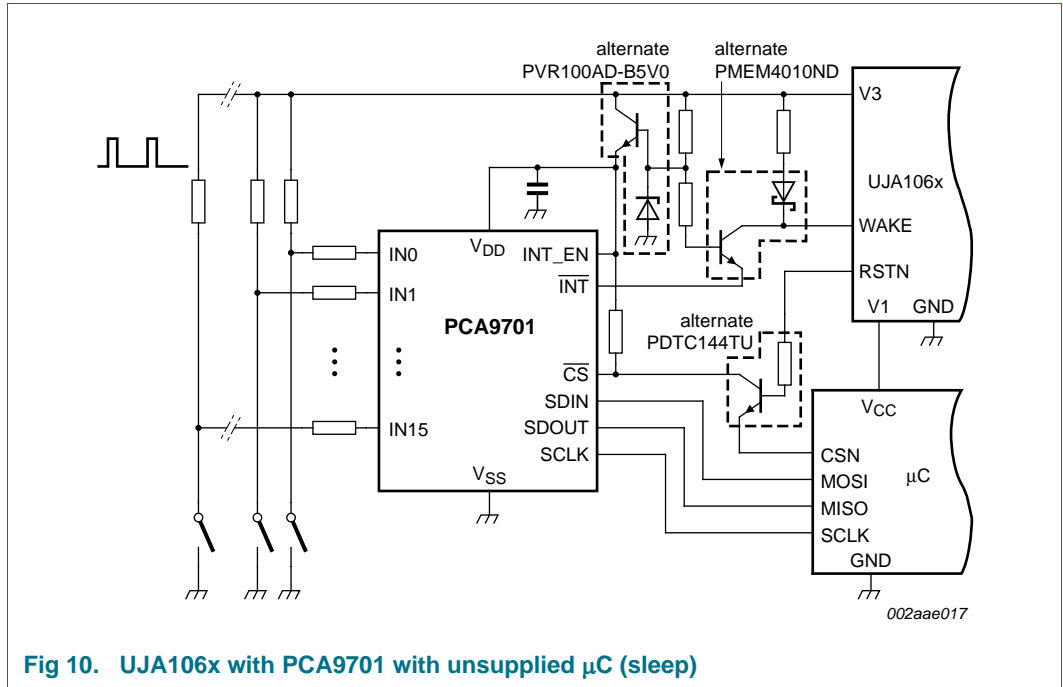 alternate
PVR100AD-B5V0
alternate
PMEM4010ND
V3
UJA106x
WAKE
RSTN
V1
GND
VDD
INT_EN
INT
IN0
IN1
PCA9701
alternate
PDTC144TU
CS
SDIN
SDOUT
SCLK
IN15
VSS
VCC
CSN
μC
MOSI
MISO
SCLK
GND
002aae017
Fig 10. UJA106x with PCA9701 with unsupplied μC (sleep)